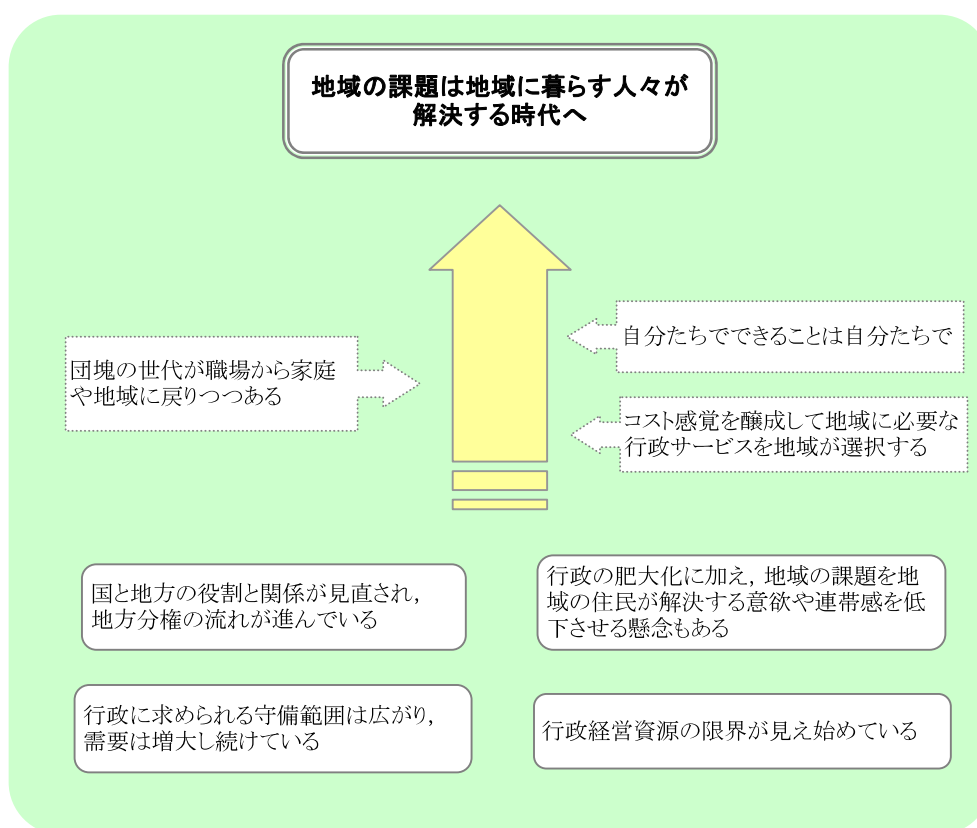 地域の課題は地域に暮らす人々が
解決する時代へ
自分たちでできることは自分たちで
団塊の世代が職場から家庭
や地域に戻りつつある
コスト感覚を醸成して地域に必要な
行政サービスを地域が選択する
国と地方の役割と関係が見直され，
地方分権の流れが進んでいる
行政の肥大化に加え，地域の課題を地
域の住民が解決する意欲や連帯感を低
下させる懸念もある
行政に求められる守備範囲は広がり，
需要は増大し続けている
行政経営資源の限界が見え始めている